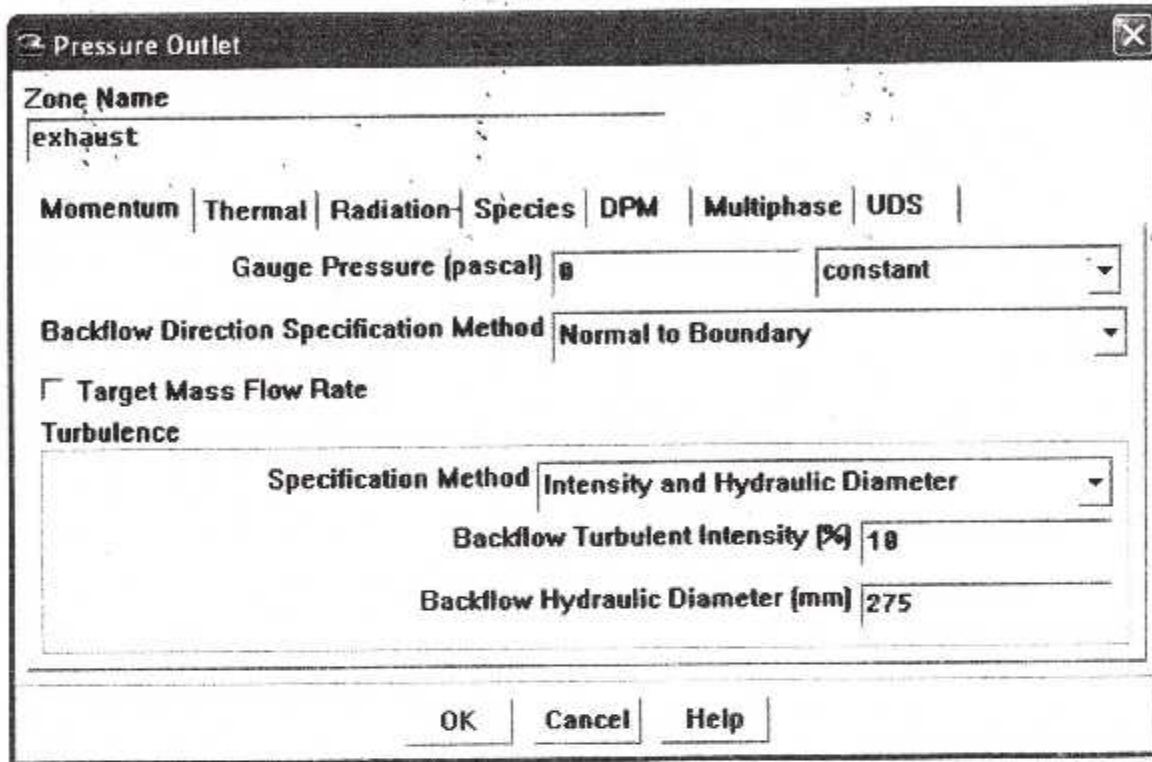 Pressure Outlet
Zone Name
exhaust
Momentum Thermal Radiation Species DPM Multiphase UDS
Gauge Pressure (pascal) 0 constant
Backflow Direction Specification Method Normal to Boundary
Target Mass Flow Rate
Turbulence
Specification Method Intensity and Hydraulic Diameter
Backflow Turbulent Intensity (%) 10
Backflow Hydraulic Diameter (mm) 275
OK Cancel Help